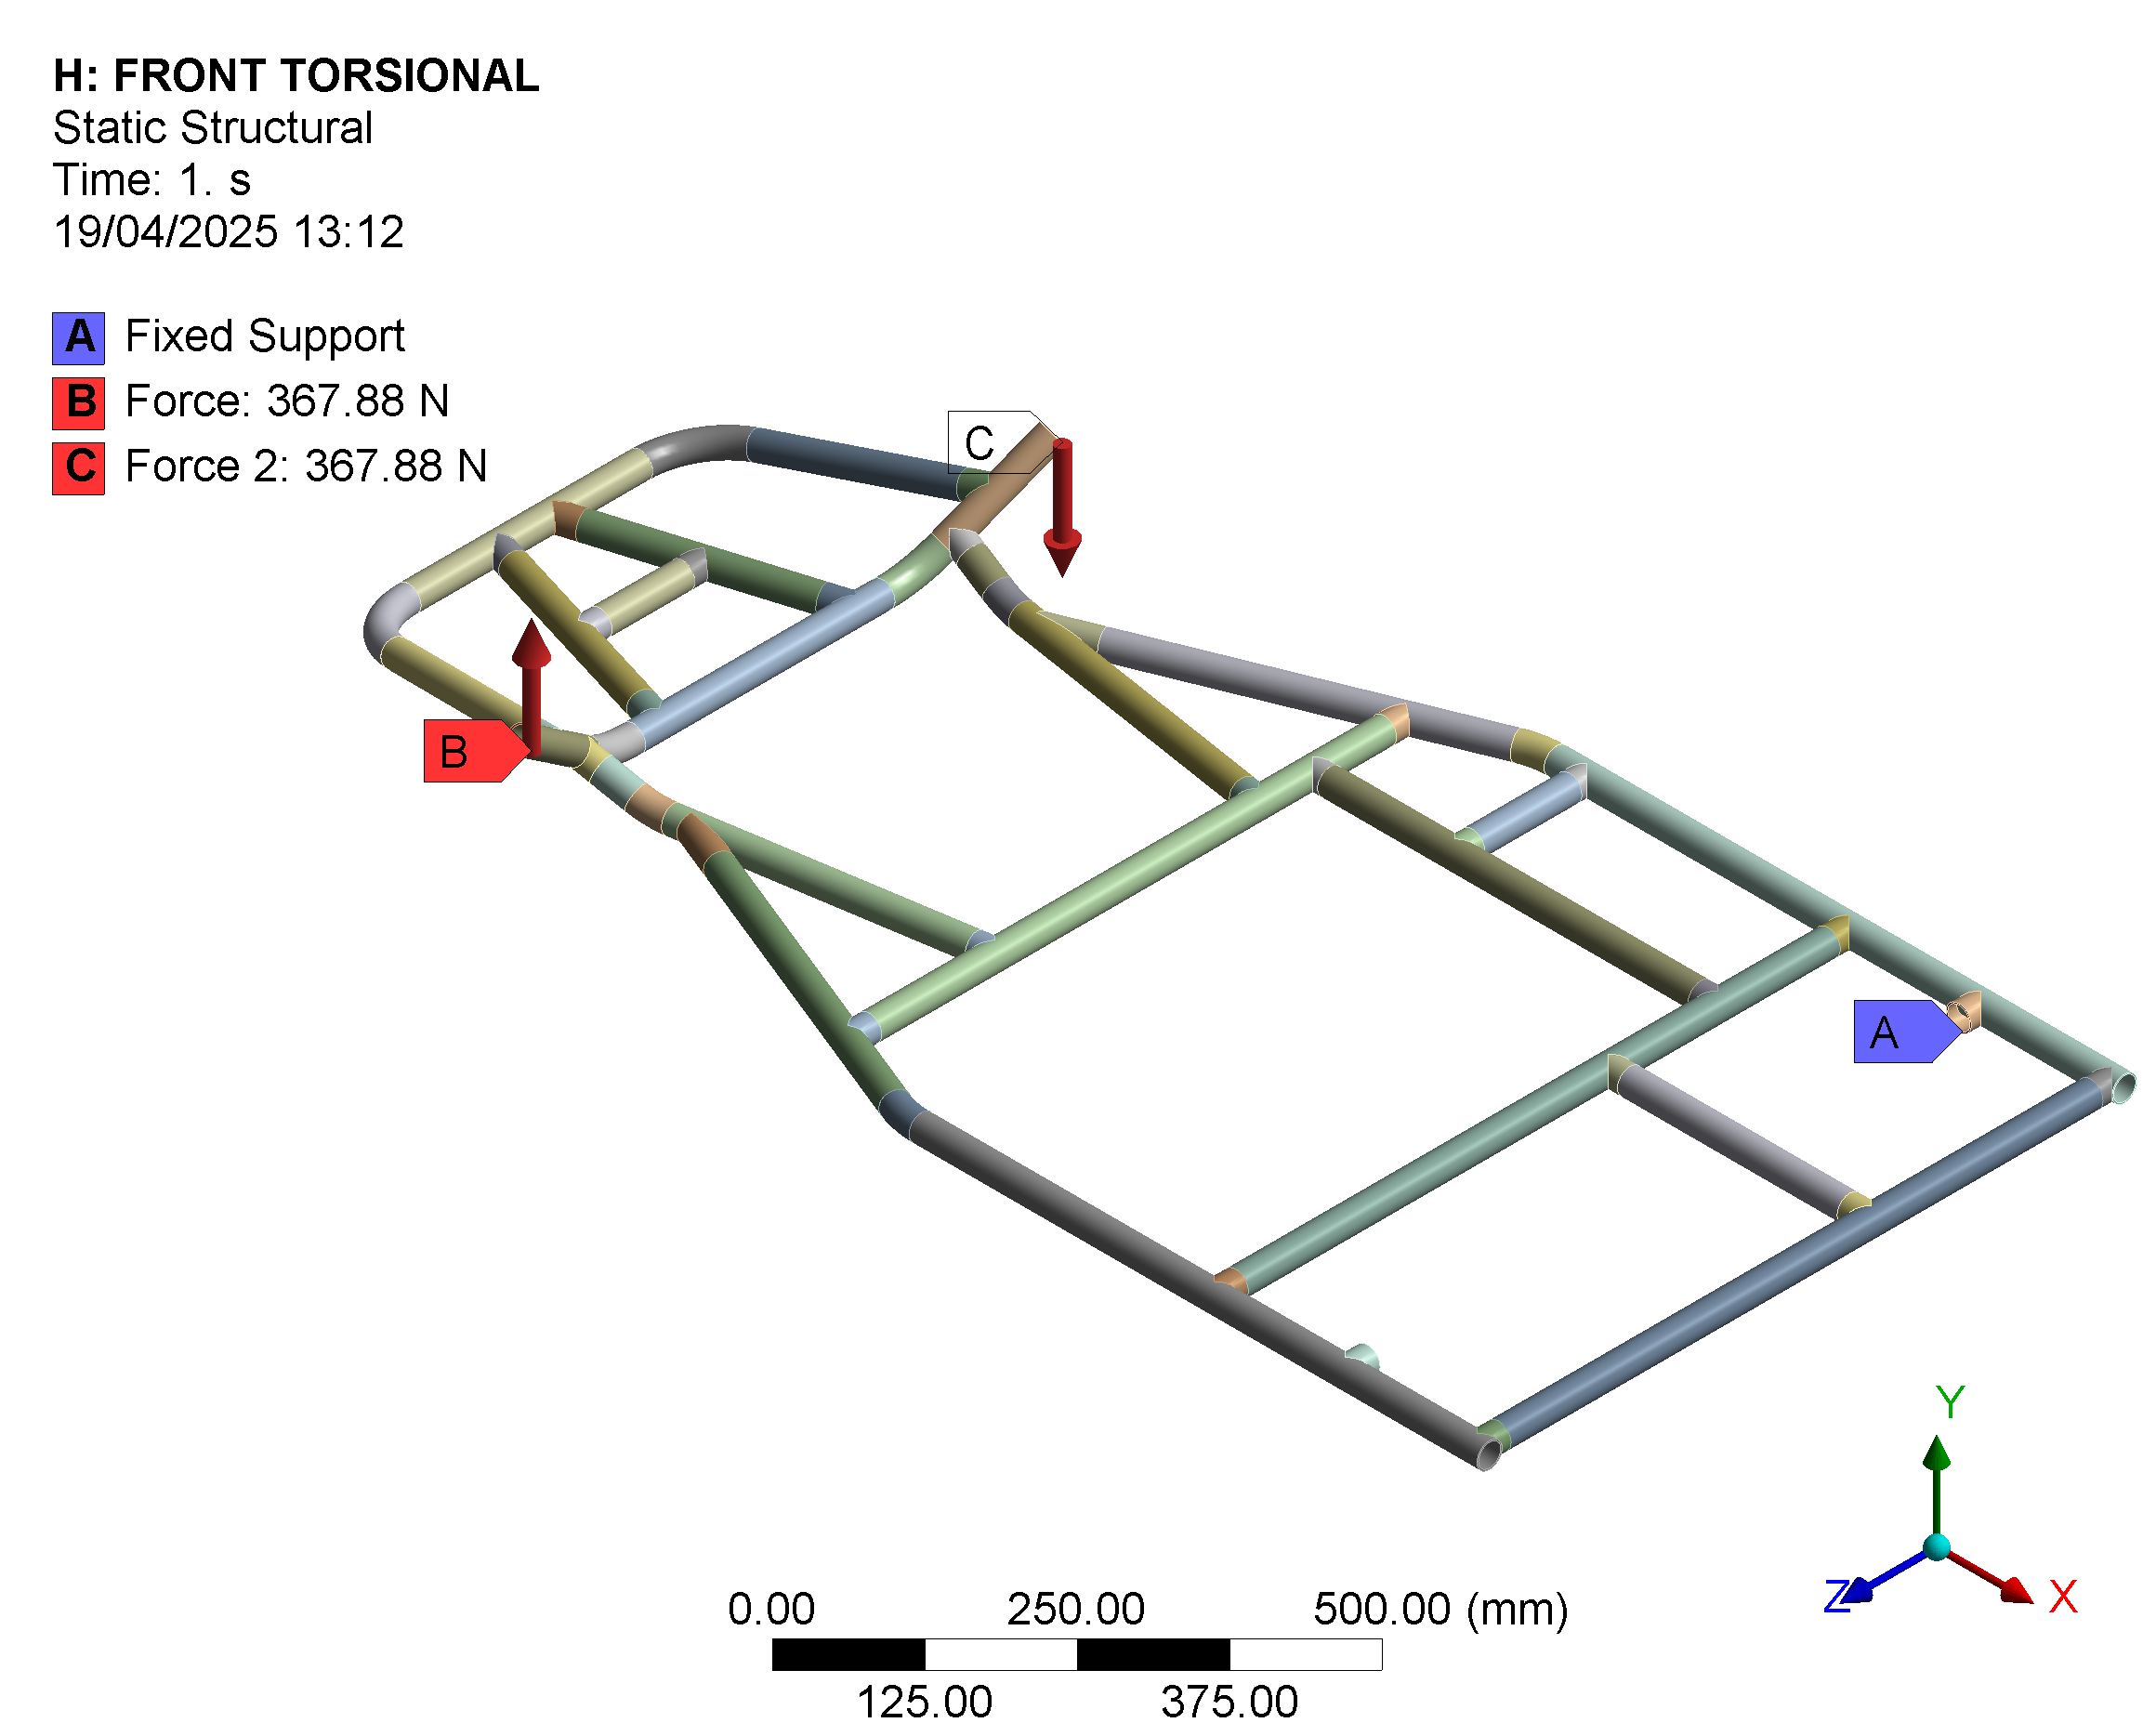 H: FRONT TORSIONAL
Static Structural
Time: 1. s
19/04/2025 13:12
A Fixed Support
B Force: 367.88 N
C Force 2: 367.88 N
C
B
A
Y
Z
X
0.00 250.00 500.00 (mm)
125.00 375.00